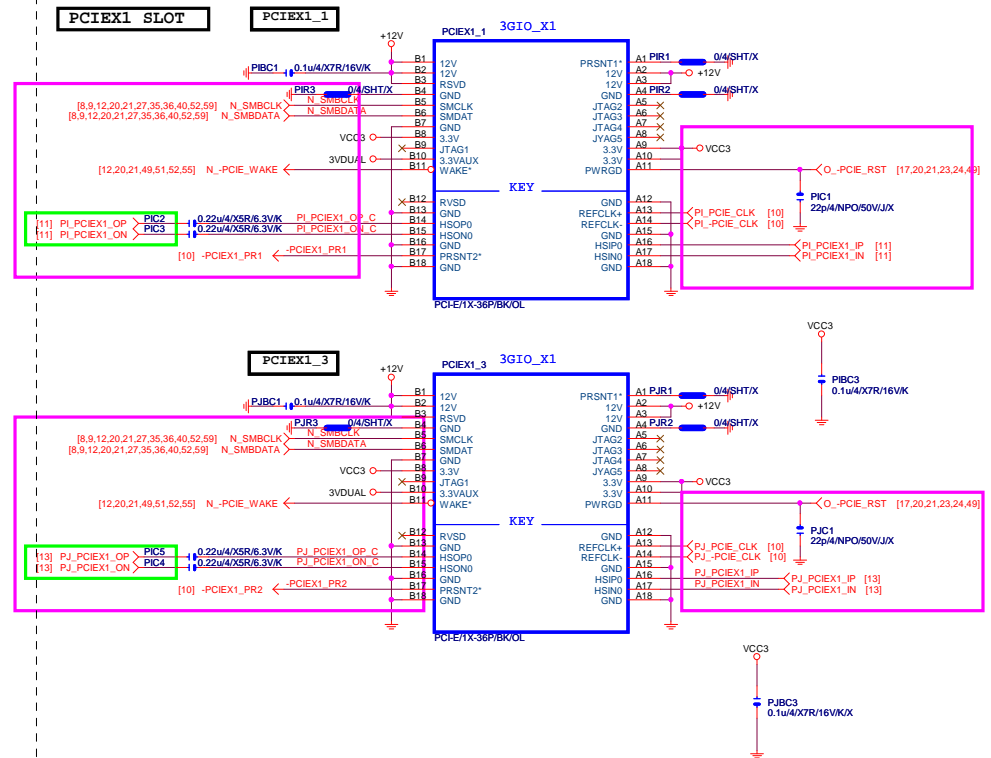 PCIEX1 SLOT
PCIEX1_1
PCIEX1_1
3GIO_X1
+12V
PIBC1 0.1u/4/X7R/16V/K
PIR3 0/4/SHT/X
[8,9,12,20,21,27,35,36,40,52,59] N_SMBCLK N_SMBCLK
[8,9,12,20,21,27,35,36,40,52,59] N_SMBDATA N_SMBDATA
VCC3
3VDUAL
[12,20,21,49,51,52,55] N_-PCIE_WAKE
[11] PI_PCIEX1_OP PIC2 0.22u/4/X5R/6.3V/K PI_PCIEX1_OP_C
[11] PI_PCIEX1_ON PIC3 0.22u/4/X5R/6.3V/K PI_PCIEX1_ON_C
[10] -PCIEX1_PR1 -PCIEX1_PR1
B1 12V PRSNT1* A1 PIR1 0/4/SHT/X
B2 12V 12V A2 +12V
B3 RSVD 12V A3
B4 GND GND A4 PIR2 0/4/SHT/X
B5 SMCLK JTAG2 A5
B6 SMDAT JTAG3 A6
B7 GND JTAG4 A7
B8 3.3V JYAG5 A8
B9 JTAG1 3.3V A9 VCC3
B10 3.3VAUX 3.3V A10
B11 WAKE* PWRGD A11 O_-PCIE_RST [17,20,21,23,24,49]
KEY
B12 RVSD GND A12
B13 GND REFCLK+ A13 PI_PCIE_CLK [10]
B14 HSOP0 REFCLK- A14 PI_-PCIE_CLK [10]
B15 HSON0 GND A15
B16 GND HSIP0 A16 PI_PCIEX1_IP [11]
B17 PRSNT2* HSIN0 A17 PI_PCIEX1_IN [11]
B18 GND GND A18
PIC1
22p/4/NPO/50V/J/X
PCI-E/1X-36P/BK/OL
VCC3
PIBC3
0.1u/4/X7R/16V/K
PCIEX1_3
PCIEX1_3
3GIO_X1
+12V
PJBC1 0.1u/4/X7R/16V/K
PJR3 0/4/SHT/X
[8,9,12,20,21,27,35,36,40,52,59] N_SMBCLK N_SMBCLK
[8,9,12,20,21,27,35,36,40,52,59] N_SMBDATA N_SMBDATA
VCC3
3VDUAL
[12,20,21,49,51,52,55] N_-PCIE_WAKE
[13] PJ_PCIEX1_OP PIC5 0.22u/4/X5R/6.3V/K PJ_PCIEX1_OP_C
[13] PJ_PCIEX1_ON PIC4 0.22u/4/X5R/6.3V/K PJ_PCIEX1_ON_C
[10] -PCIEX1_PR2 -PCIEX1_PR2
B1 12V PRSNT1* A1 PJR1 0/4/SHT/X
B2 12V 12V A2 +12V
B3 RSVD 12V A3
B4 GND GND A4 PJR2 0/4/SHT/X
B5 SMCLK JTAG2 A5
B6 SMDAT JTAG3 A6
B7 GND JTAG4 A7
B8 3.3V JYAG5 A8
B9 JTAG1 3.3V A9 VCC3
B10 3.3VAUX 3.3V A10
B11 WAKE* PWRGD A11 O_-PCIE_RST [17,20,21,23,24,49]
KEY
B12 RVSD GND A12
B13 GND REFCLK+ A13 PJ_PCIE_CLK [10]
B14 HSOP0 REFCLK- A14 PJ_-PCIE_CLK [10]
B15 HSON0 GND A15
B16 GND HSIP0 A16 PJ_PCIEX1_IP PJ_PCIEX1_IP [13]
B17 PRSNT2* HSIN0 A17 PJ_PCIEX1_IN PJ_PCIEX1_IN [13]
B18 GND GND A18
PJC1
22p/4/NPO/50V/J/X
PCI-E/1X-36P/BK/OL
VCC3
PJBC3
0.1u/4/X7R/16V/K/X